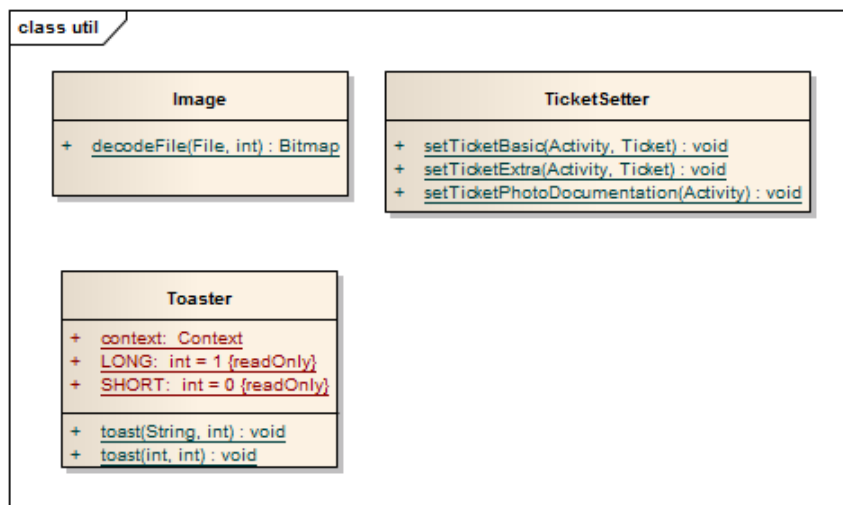 class util
Image
+ decodeFile(File, int) : Bitmap
TicketSetter
+ setTicketBasic(Activity, Ticket) : void
+ setTicketExtra(Activity, Ticket) : void
+ setTicketPhotoDocumentation(Activity) : void
Toaster
+ context: Context
+ LONG: int = 1 {readOnly}
+ SHORT: int = 0 {readOnly}
+ toast(String, int) : void
+ toast(int, int) : void